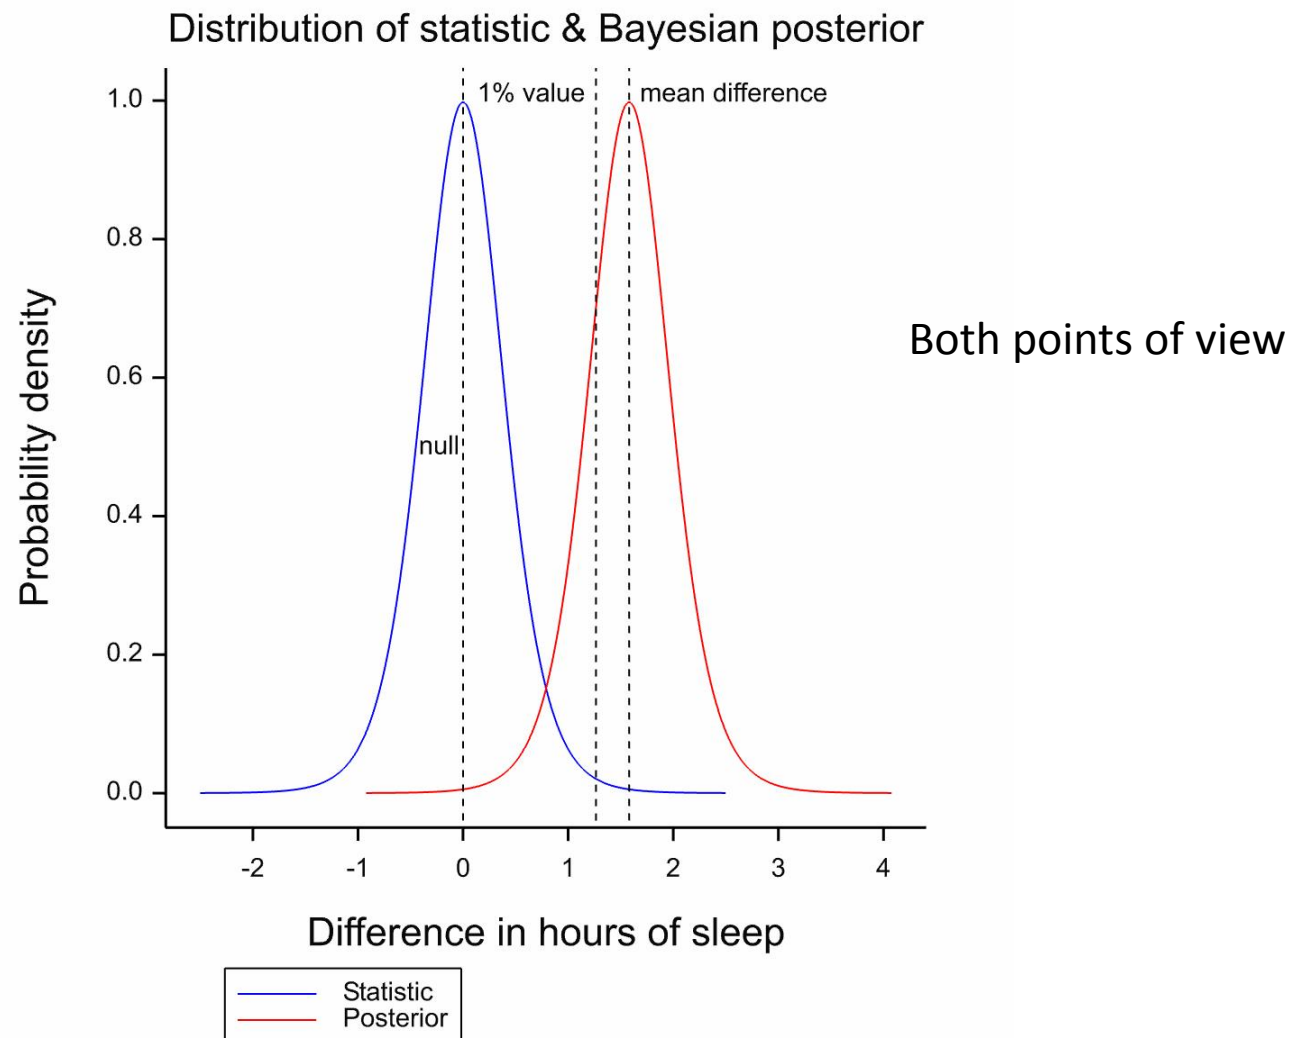 Distribution of statistic & Bayesian posterior
1% value
mean difference
1.0
0.8
0.6
0.4
0.2
0.0
Probability density
null
Both points of view
-2 -1 0 1 2 3 4
Difference in hours of sleep
Statistic
Posterior